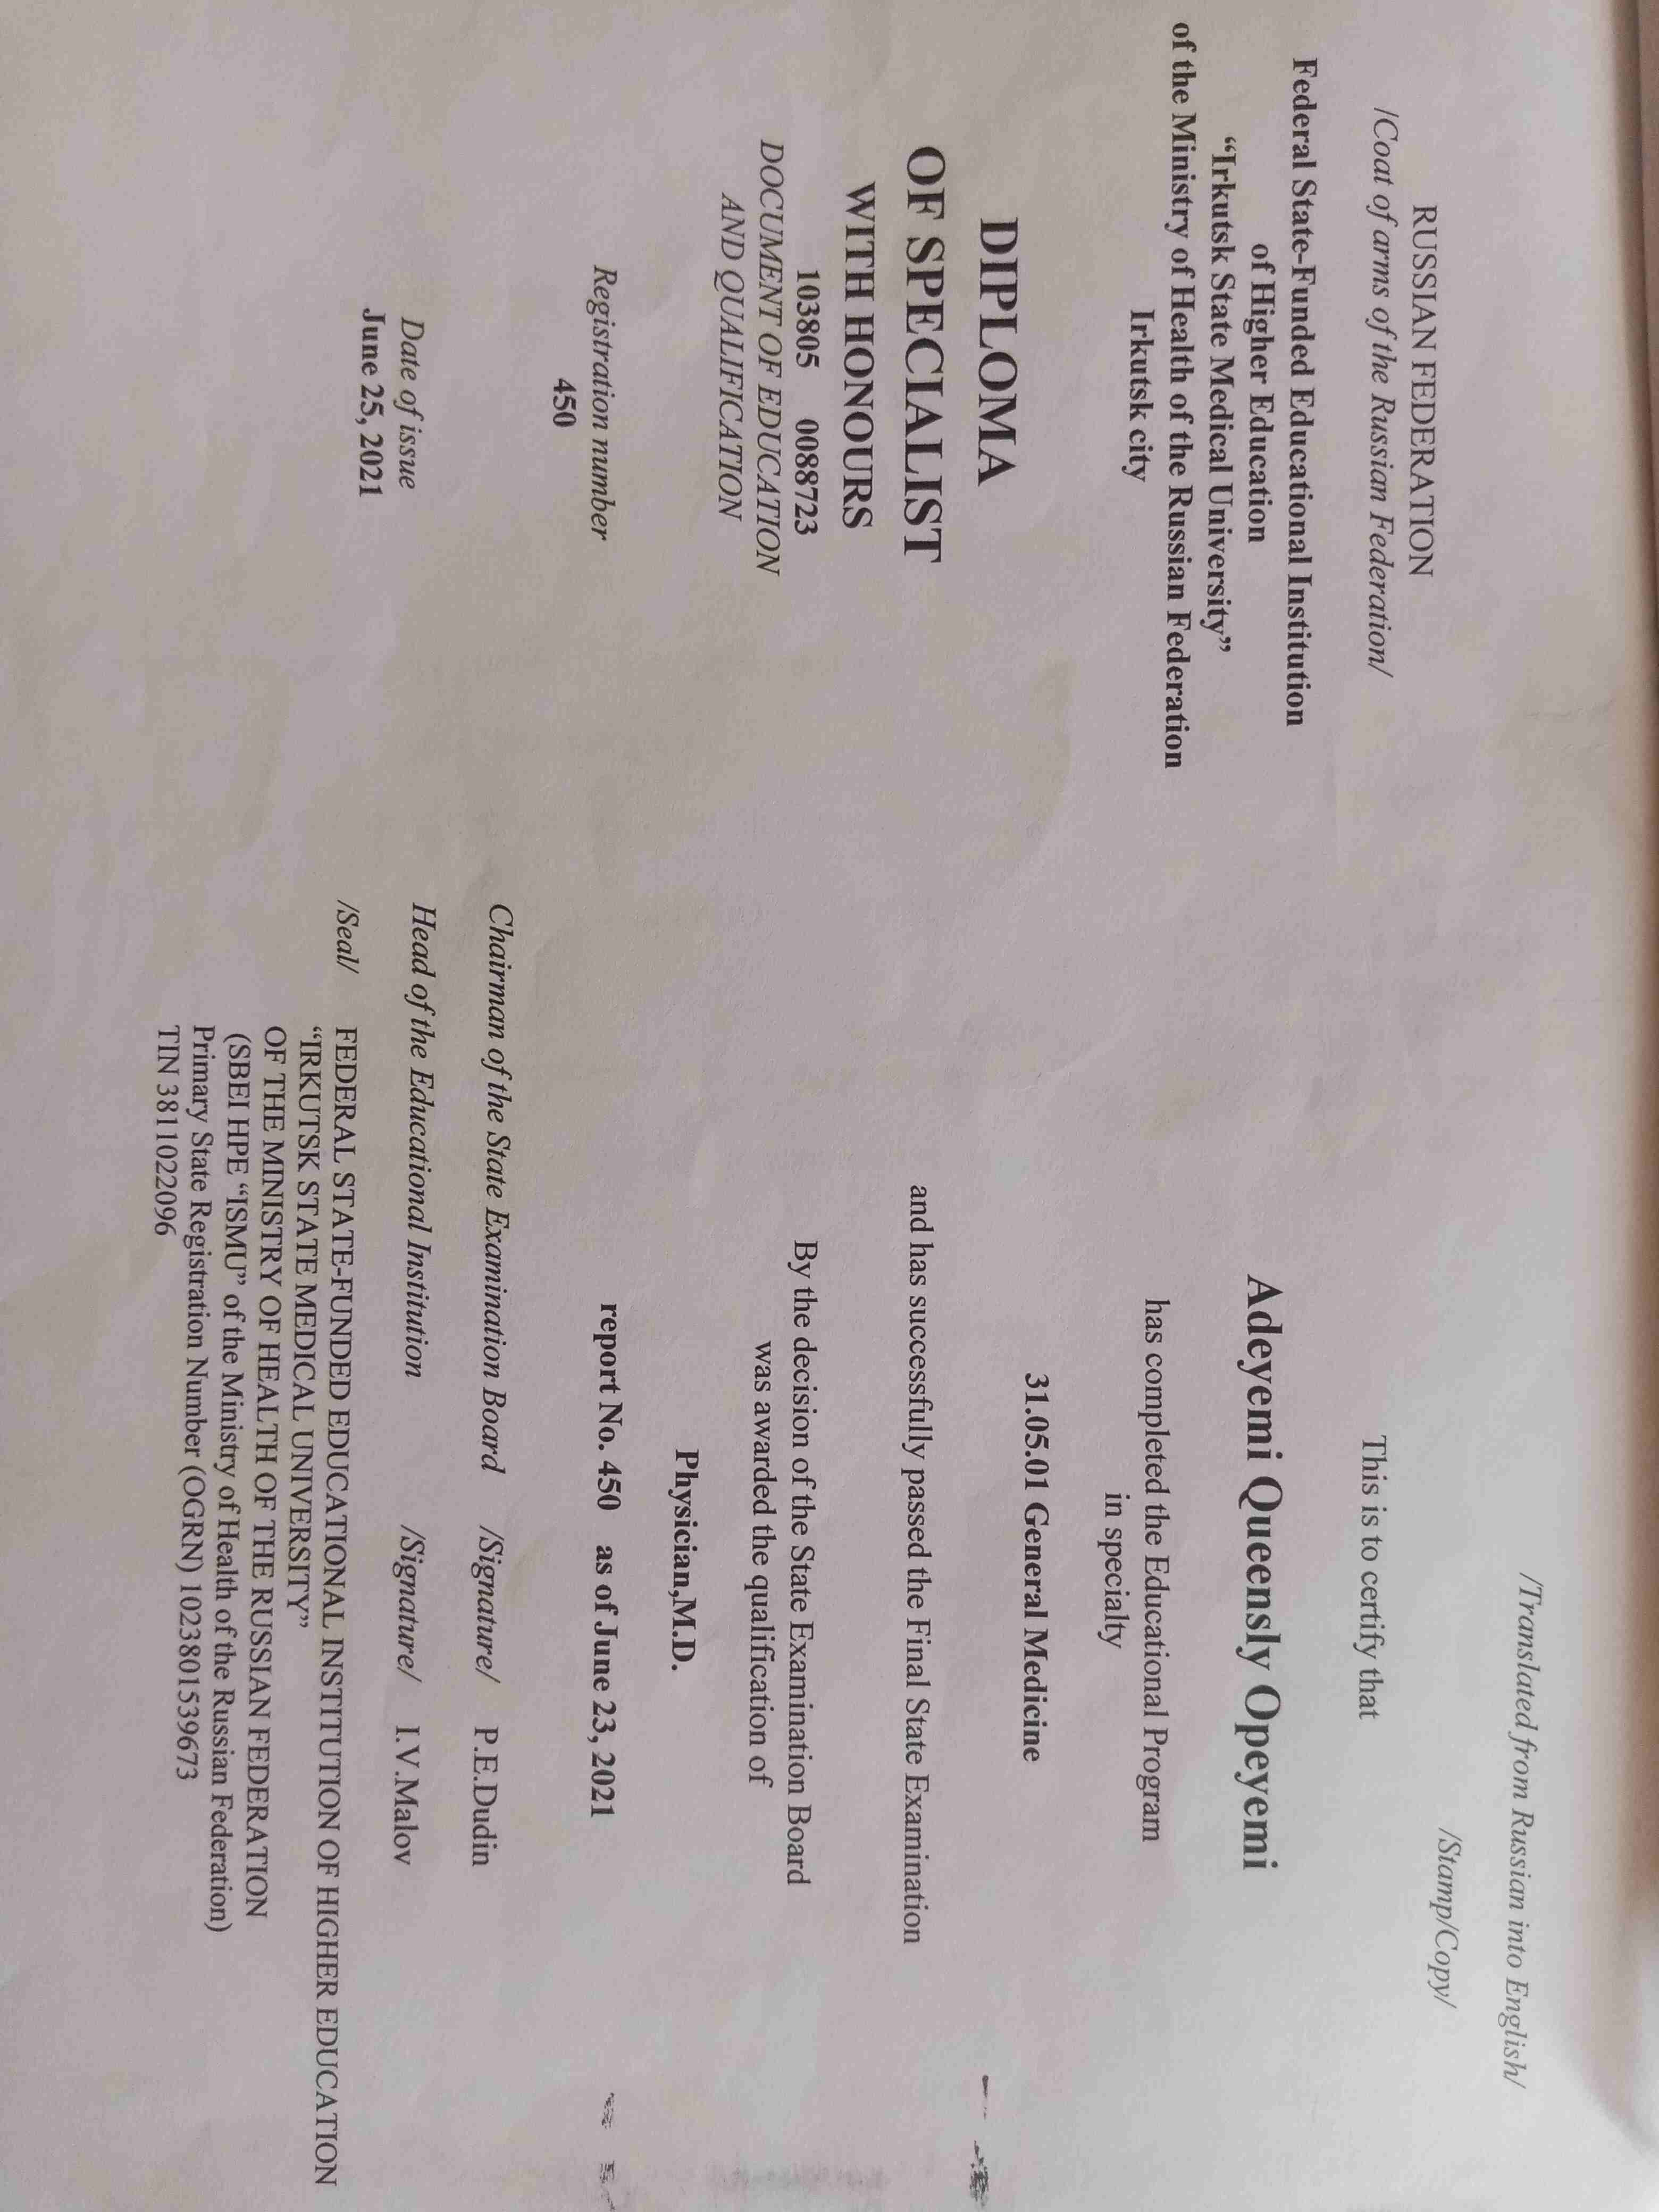 /Translated from Russian into English/
/Stamp/Copy/
RUSSIAN FEDERATION
/Coat of arms of the Russian Federation/
Federal State-Funded Educational Institution
of Higher Education
“Irkutsk State Medical University”
of the Ministry of Health of the Russian Federation
Irkutsk city
DIPLOMA
OF SPECIALIST
WITH HONOURS
103805 0088723
DOCUMENT OF EDUCATION
AND QUALIFICATION
Registration number
450
Date of issue
June 25, 2021
This is to certify that
Adeyemi Queensly Opeyemi
has completed the Educational Program
in specialty
31.05.01 General Medicine
and has successfully passed the Final State Examination
By the decision of the State Examination Board
was awarded the qualification of
Physician,M.D.
report No. 450 as of June 23, 2021
Chairman of the State Examination Board /Signature/ P.E.Dudin
Head of the Educational Institution /Signature/ I.V.Malov
/Seal/ FEDERAL STATE-FUNDED EDUCATIONAL INSTITUTION OF HIGHER EDUCATION
“IRKUTSK STATE MEDICAL UNIVERSITY”
OF THE MINISTRY OF HEALTH OF THE RUSSIAN FEDERATION
(SBEI HPE “ISMU” of the Ministry of Health of the Russian Federation)
Primary State Registration Number (OGRN) 1023801539673
TIN 3811022096